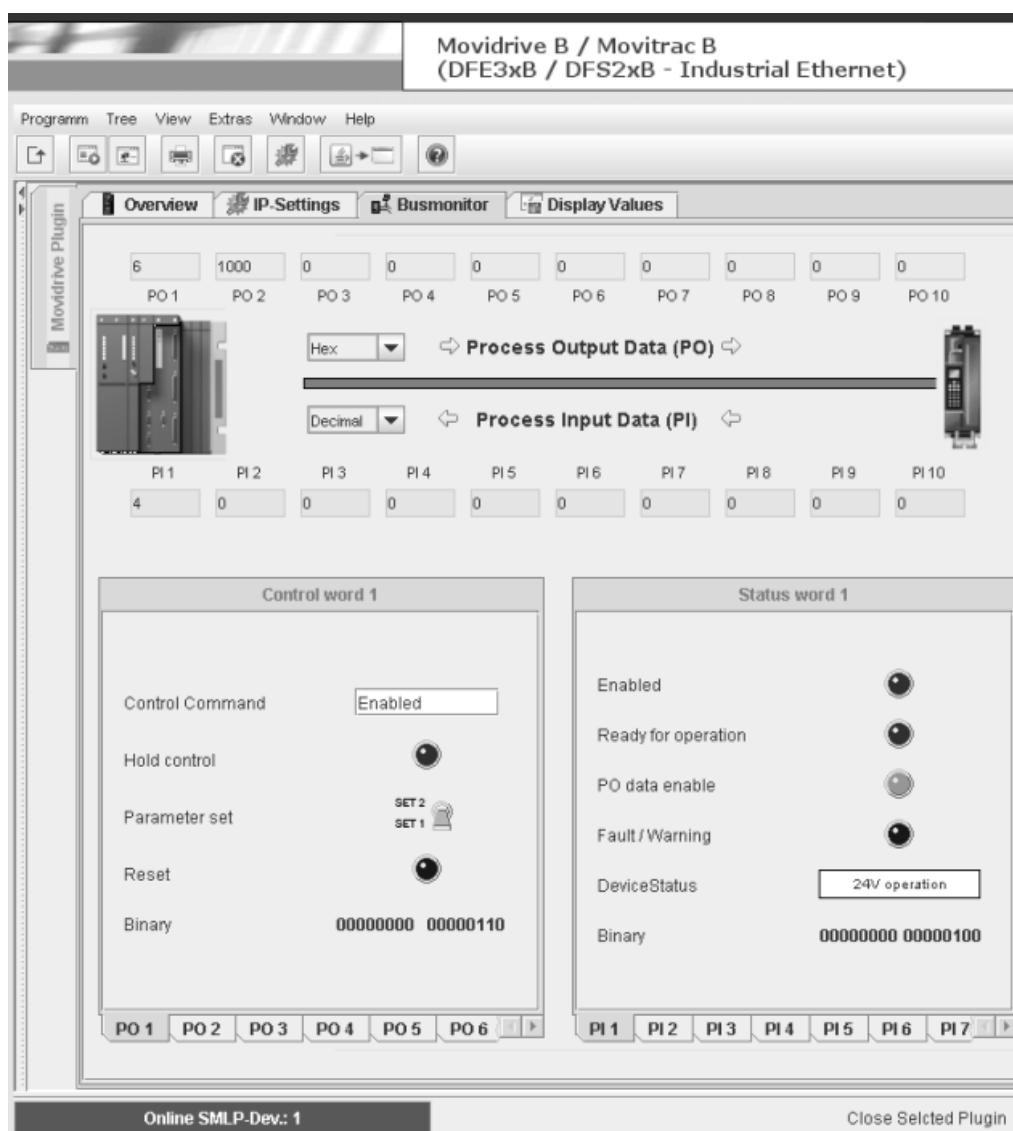 Movidrive B / Movitrac B
(DFE3xB / DFS2xB - Industrial Ethernet)
Programm Tree View Extras Window Help
Movidrive Plugin
Overview IP-Settings Busmonitor Display Values
6 1000 0 0 0 0 0 0 0 0
PO 1 PO 2 PO 3 PO 4 PO 5 PO 6 PO 7 PO 8 PO 9 PO 10
Hex Process Output Data (PO)
Decimal Process Input Data (PI)
PI 1 PI 2 PI 3 PI 4 PI 5 PI 6 PI 7 PI 8 PI 9 PI 10
4 0 0 0 0 0 0 0 0 0
Control word 1
Control Command Enabled
Hold control
Parameter set SET 2
SET 1
Reset
Binary 00000000 00000110
PO 1 PO 2 PO 3 PO 4 PO 5 PO 6
Status word 1
Enabled
Ready for operation
PO data enable
Fault / Warning
DeviceStatus 24V operation
Binary 00000000 00000100
PI 1 PI 2 PI 3 PI 4 PI 5 PI 6 PI 7
Online SMLP-Dev.: 1 Close Selcted Plugin